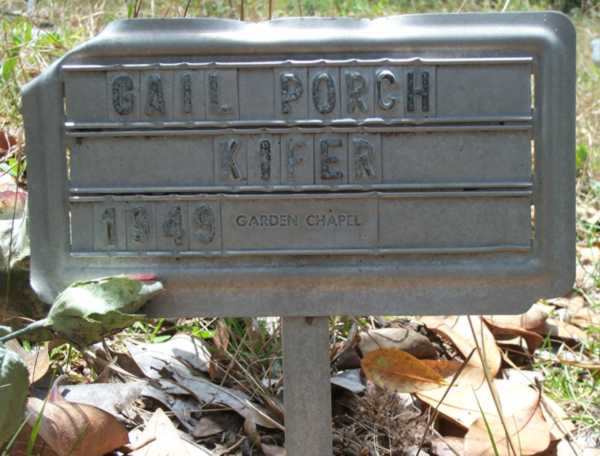 GAIL PORCH
KIFER
1949 GARDEN CHAPEL